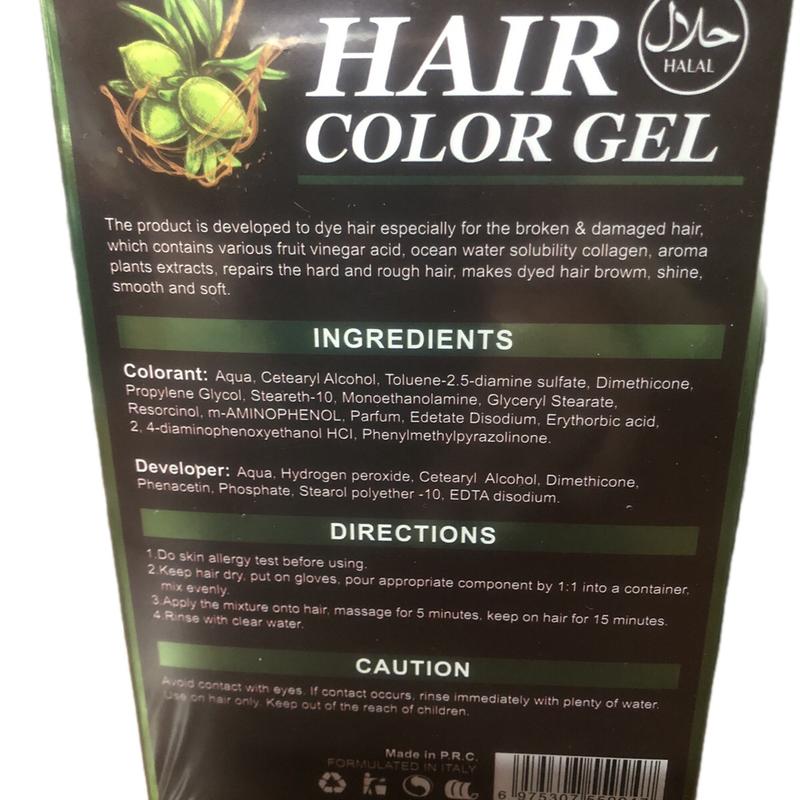 HAIR
حلال
HALAL
COLOR GEL
The product is developed to dye hair especially for the broken & damaged hair,
which contains various fruit vinegar acid, ocean water solubility collagen, aroma
plants extracts, repairs the hard and rough hair, makes dyed hair browm, shine,
smooth and soft.
INGREDIENTS
Colorant: Aqua, Cetearyl Alcohol, Toluene-2.5-diamine sulfate, Dimethicone,
Propylene Glycol, Steareth-10, Monoethanolamine, Glyceryl Stearate,
Resorcinol, m-AMINOPHENOL, Parfum, Edetate Disodium, Erythorbic acid,
2, 4-diaminophenoxyethanol HCI, Phenylmethylpyrazolinone.
Developer: Aqua, Hydrogen peroxide, Cetearyl Alcohol, Dimethicone,
Phenacetin, Phosphate, Stearol polyether -10, EDTA disodium.
DIRECTIONS
1.Do skin allergy test before using.
2.Keep hair dry, put on gloves, pour appropriate component by 1:1 into a container,
mix evenly.
3.Apply the mixture onto hair, massage for 5 minutes, keep on hair for 15 minutes.
4.Rinse with clear water.
CAUTION
Avoid contact with eyes. If contact occurs, rinse immediately with plenty of water.
Use on hair only. Keep out of the reach of children.
Made in P.R.C.
FORMULATED IN ITALY
6 975307